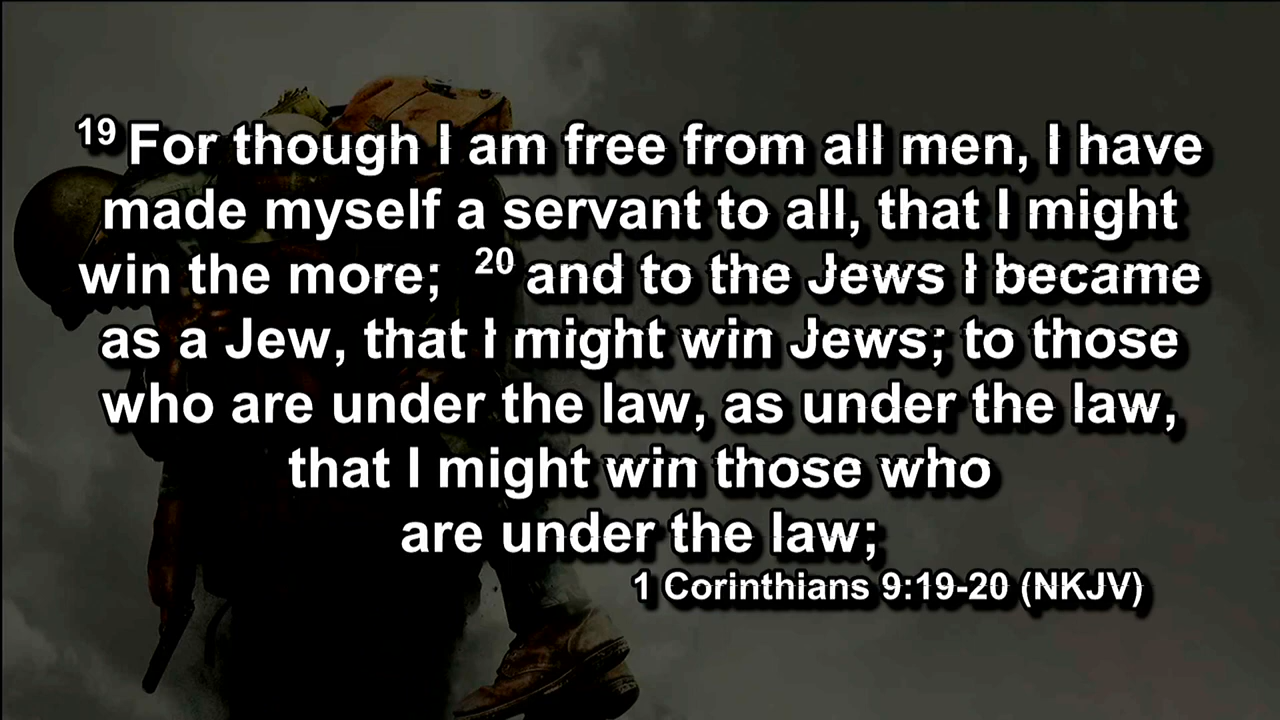 19 For though I am free from all men, I have
made myself a servant to all, that I might
win the more; 20 and to the Jews I became
as a Jew, that I might win Jews; to those
who are under the law, as under the law,
that I might win those who
are under the law;
1 Corinthians 9:19-20 (NKJV)